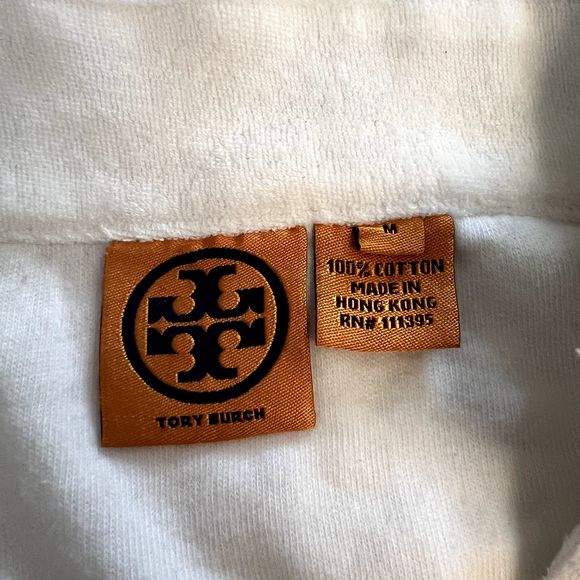 TORY BURCH
M
100% COTTON
MADE IN
HONG KONG
RN# 111395